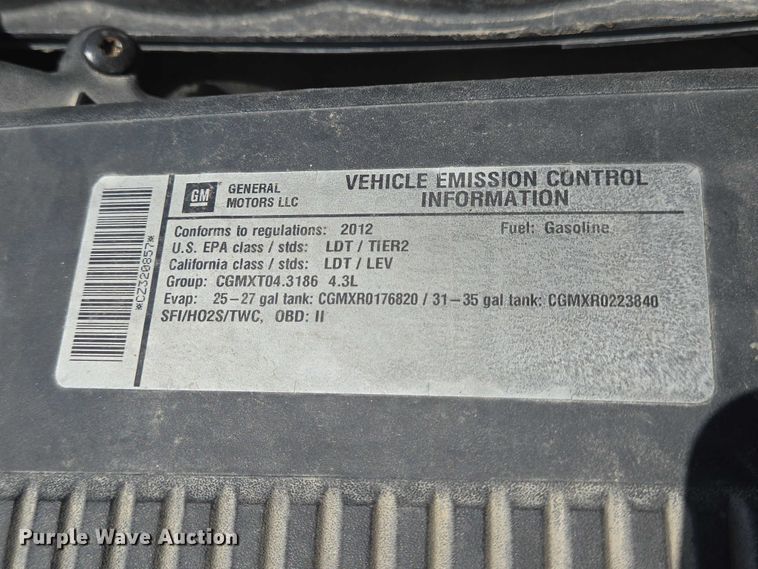 GM GENERAL MOTORS LLC
VEHICLE EMISSION CONTROL
INFORMATION
Conforms to regulations: 2012 Fuel: Gasoline
U.S. EPA class / stds: LDT / TIER2
California class / stds: LDT / LEV
Group: CGMXT04.3186 4.3L
Evap: 25-27 gal tank: CGMXR0176820 / 31-35 gal tank: CGMXR0223840
SFI/HO2S/TWC, OBD: II
*CZ320857*
Purple Wave Auction